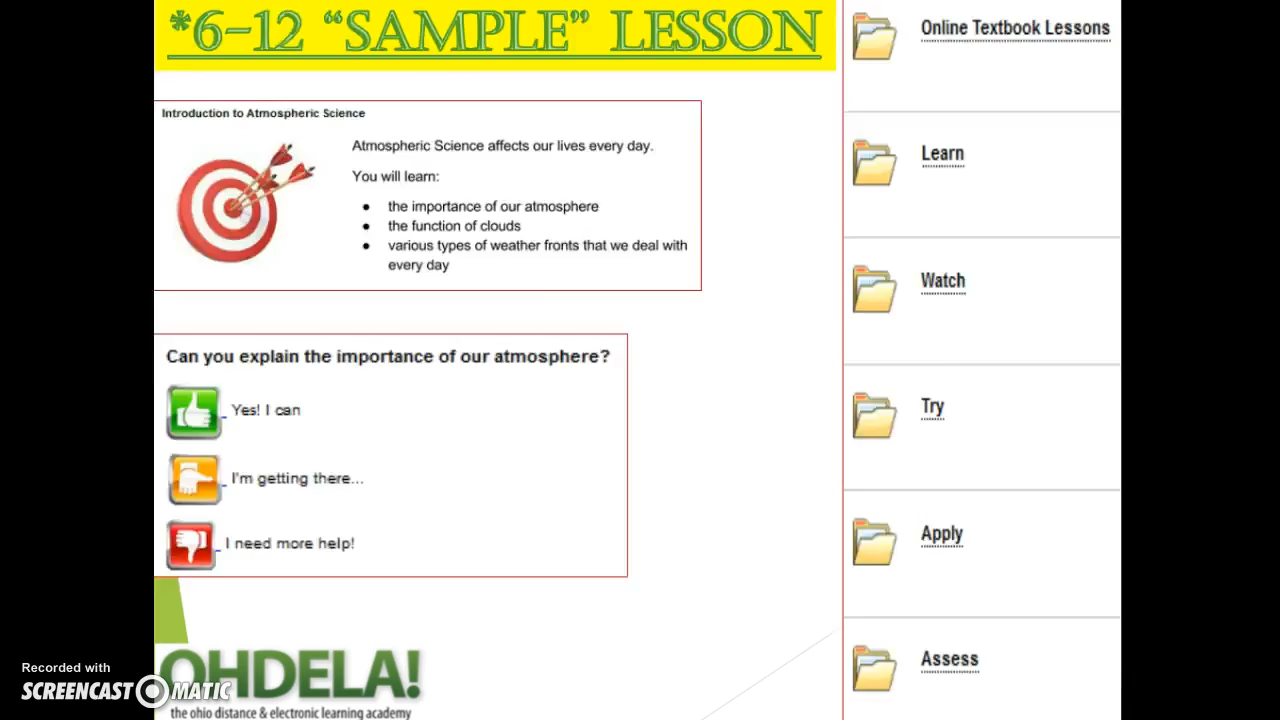 *6-12 “SAMPLE” LESSON
Introduction to Atmospheric Science
Atmospheric Science affects our lives every day.
You will learn:
● the importance of our atmosphere
● the function of clouds
● various types of weather fronts that we deal with
every day
Can you explain the importance of our atmosphere?
Yes! I can
I'm getting there...
I need more help!
OHDELA!
the ohio distance & electronic learning academy
Recorded with
SCREENCAST MATIC
Online Textbook Lessons
Learn
Watch
Try
Apply
Assess